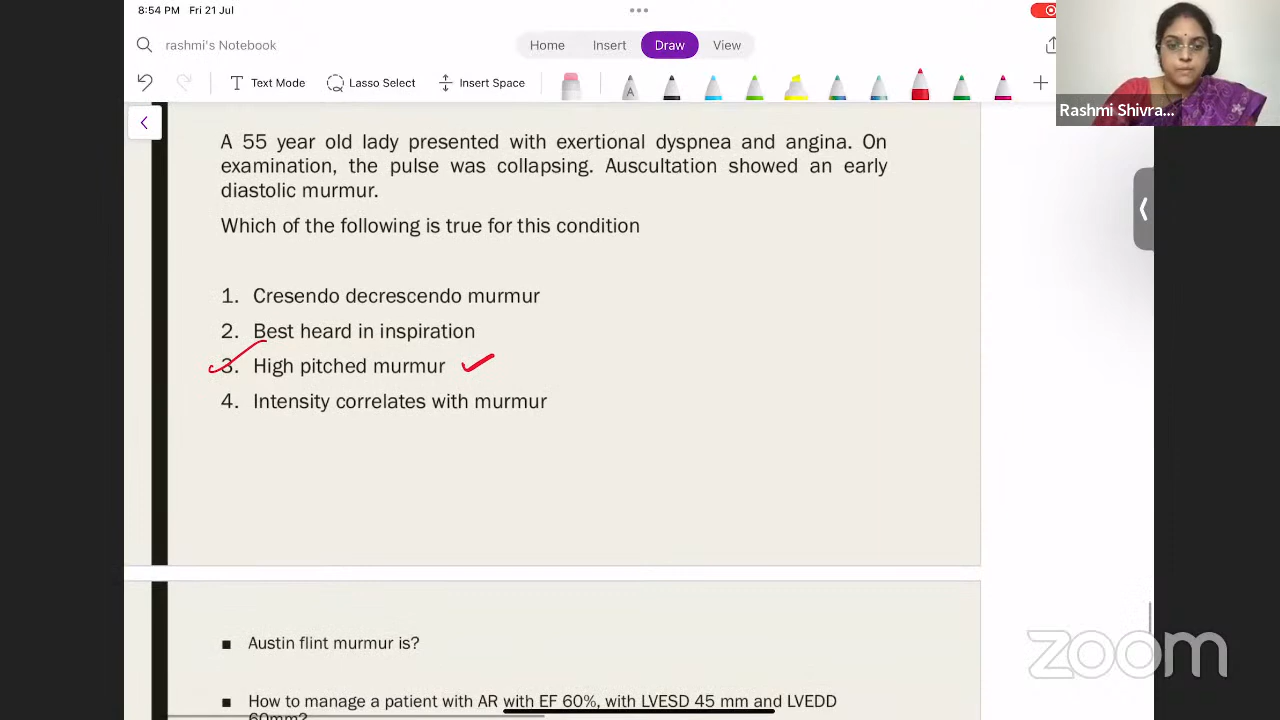 8:54 PM Fri 21 Jul
rashmi's Notebook
Home Insert Draw View
Text Mode Lasso Select Insert Space
A
Rashmi Shivra...
A 55 year old lady presented with exertional dyspnea and angina. On
examination, the pulse was collapsing. Auscultation showed an early
diastolic murmur.
Which of the following is true for this condition
1. Cresendo decrescendo murmur
2. Best heard in inspiration
3. High pitched murmur
4. Intensity correlates with murmur
■ Austin flint murmur is?
■ How to manage a patient with AR with EF 60%, with LVESD 45 mm and LVEDD
60mm?
zoom